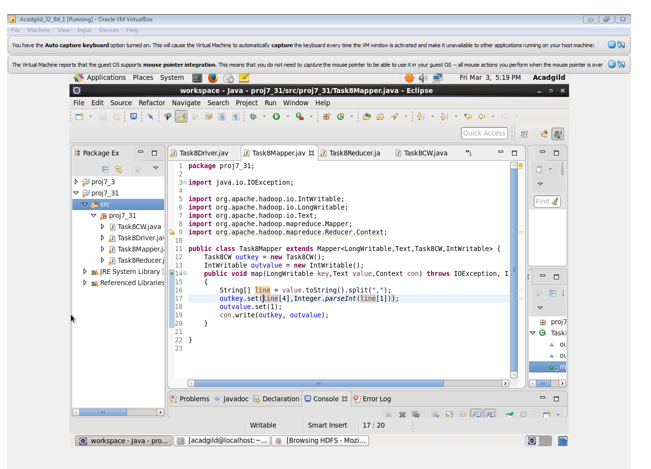 Acadgild_32_Bit_1 [Running] - Oracle VM VirtualBox
File Machine View Input Devices Help
You have the Auto capture keyboard option turned on. This will cause the Virtual Machine to automatically capture the keyboard every time the VM window is activated and make it unavailable to other applications running on your host machine:
The Virtual Machine reports that the guest OS supports mouse pointer integration. This means that you do not need to capture the mouse pointer to be able to use it in your guest OS -- all mouse actions you perform when the mouse pointer is over
Applications Places System
Fri Mar 3, 5:19 PM Acadgild
workspace - Java - proj7_31/src/proj7_31/Task8Mapper.java - Eclipse
File Edit Source Refactor Navigate Search Project Run Window Help
Quick Access
Package Ex
Task8Driver.jav Task8Mapper.jav Task8Reducer.ja Task8CW.java
proj7_3
proj7_31
src
proj7_31
Task8CW.java
Task8Driver.jav
Task8Mapper.j
Task8Reducer.j
JRE System Library [
Referenced Libraries
1 package proj7_31;
2
3 import java.io.IOException;
4
5 import org.apache.hadoop.io.IntWritable;
6 import org.apache.hadoop.io.LongWritable;
7 import org.apache.hadoop.io.Text;
8 import org.apache.hadoop.mapreduce.Mapper;
9 import org.apache.hadoop.mapreduce.Reducer.Context;
10
11 public class Task8Mapper extends Mapper<LongWritable,Text,Task8CW,IntWritable> {
12 Task8CW outkey = new Task8CW();
13 IntWritable outvalue = new IntWritable();
14 public void map(LongWritable key,Text value,Context con) throws IOException, I
15 {
16 String[] line = value.toString().split(",");
17 outkey.set(line[4],Integer.parseInt(line[1]));
18 outvalue.set(1);
19 con.write(outkey, outvalue);
20 }
21
22 }
23
Find
proj7
Task
ou
ou
Problems Javadoc Declaration Console Error Log
Writable Smart Insert 17 : 20
workspace - Java - pro... [acadgild@localhost:~... [Browsing HDFS - Mozi...